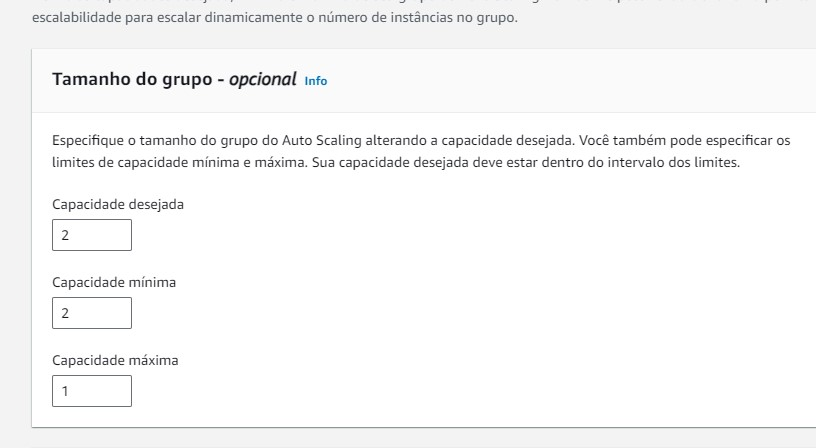 escalabilidade para escalar dinamicamente o número de instâncias no grupo.
Tamanho do grupo - opcional Info
Especifique o tamanho do grupo do Auto Scaling alterando a capacidade desejada. Você também pode especificar os
limites de capacidade mínima e máxima. Sua capacidade desejada deve estar dentro do intervalo dos limites.
Capacidade desejada
2
Capacidade mínima
2
Capacidade máxima
1